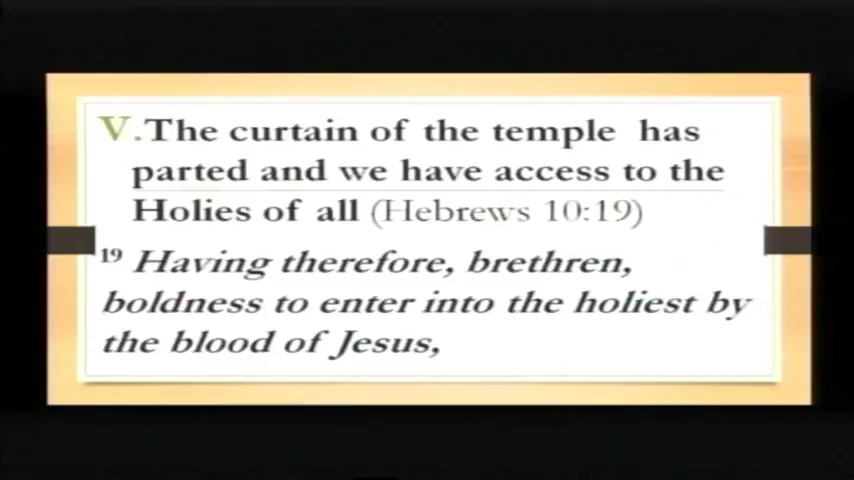 V.The curtain of the temple has
parted and we have access to the
Holies of all (Hebrews 10:19)
19 Having therefore, brethren,
boldness to enter into the holiest by
the blood of Jesus,